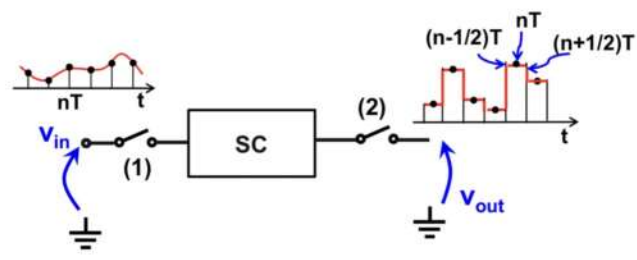 nT
(n-1/2)T
(n+1/2)T
nT
t
t
v_in
(1)
SC
(2)
v_out